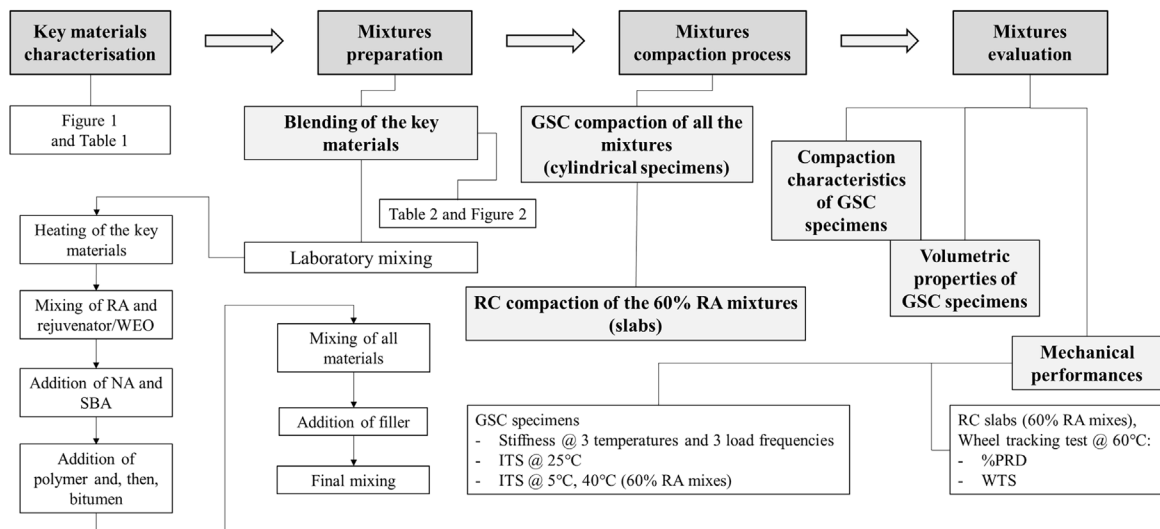 Key materials
characterisation
Mixtures
preparation
Mixtures
compaction process
Mixtures
evaluation
Figure 1
and Table 1
Blending of the key
materials
GSC compaction of all the
mixtures
(cylindrical specimens)
Compaction
characteristics
of GSC
specimens
Table 2 and Figure 2
Heating of the key
materials
Laboratory mixing
Volumetric
properties of
GSC specimens
Mixing of RA and
rejuvenator/WEO
RC compaction of the 60% RA mixtures
(slabs)
Mixing of all
materials
Mechanical
performances
Addition of NA and
SBA
Addition of filler
GSC specimens
- Stiffness @ 3 temperatures and 3 load frequencies
- ITS @ 25°C
- ITS @ 5°C, 40°C (60% RA mixes)
RC slabs (60% RA mixes),
Wheel tracking test @ 60°C:
- %PRD
- WTS
Addition of
polymer and, then,
bitumen
Final mixing